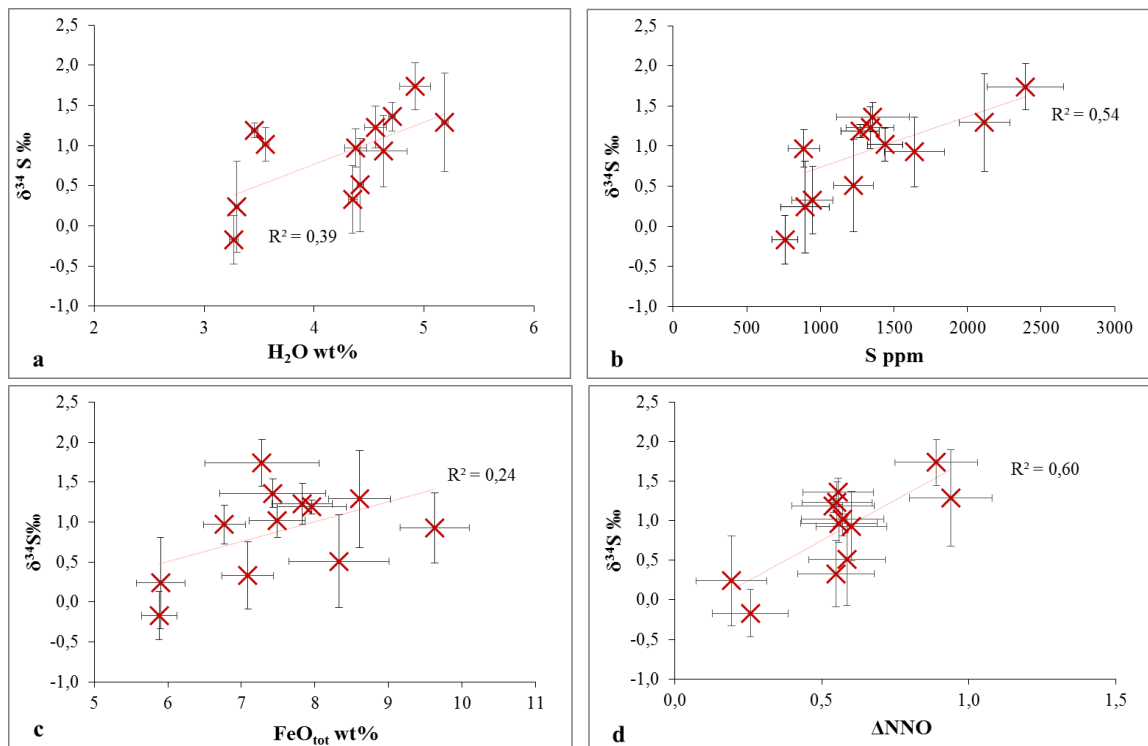 2,5
2,0
1,5
1,0
0,5
0,0
-0,5
-1,0
δ³⁴ S ‰
R² = 0,39
2 3 4 5 6
H₂O wt%
a
2,5
2,0
1,5
1,0
0,5
0,0
-0,5
-1,0
δ³⁴S ‰
R² = 0,54
0 500 1000 1500 2000 2500 3000
S ppm
b
2,5
2,0
1,5
1,0
0,5
0,0
-0,5
-1,0
δ³⁴S‰
R² = 0,24
5 6 7 8 9 10 11
FeOtot wt%
c
2,5
2,0
1,5
1,0
0,5
0,0
-0,5
-1,0
δ³⁴S ‰
R² = 0,60
0,0 0,5 1,0 1,5
ΔNNO
d